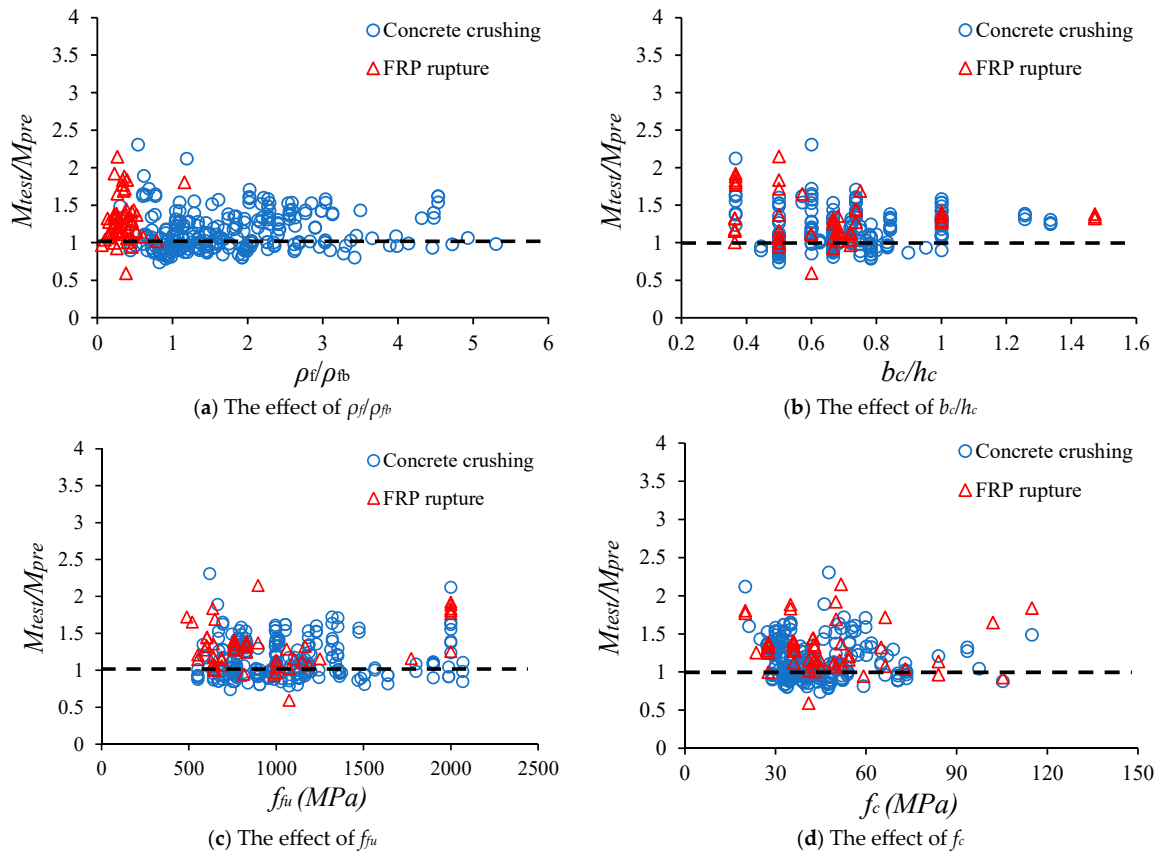 4
3.5
3
2.5
2
1.5
1
0.5
0
Mtest/Mpre
Concrete crushing
FRP rupture
0 1 2 3 4 5 6
ρf/ρfb
(a) The effect of ρf/ρfb
4
3.5
3
2.5
2
1.5
1
0.5
0
Mtest/Mpre
Concrete crushing
FRP rupture
0.2 0.4 0.6 0.8 1 1.2 1.4 1.6
bc/hc
(b) The effect of bc/hc
4
3.5
3
2.5
2
1.5
1
0.5
0
Mtest/Mpre
Concrete crushing
FRP rupture
0 500 1000 1500 2000 2500
ffu (MPa)
(c) The effect of ffu
4
3.5
3
2.5
2
1.5
1
0.5
0
Mtest/Mpre
Concrete crushing
FRP rupture
0 30 60 90 120 150
fc (MPa)
(d) The effect of fc